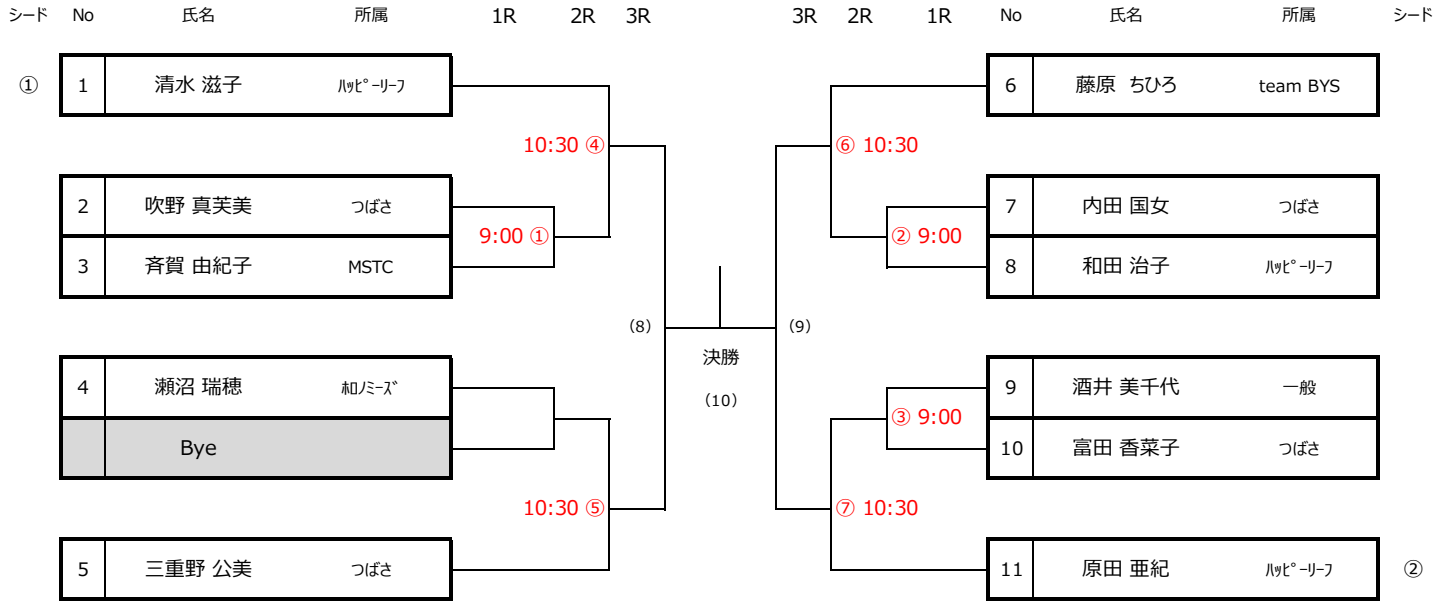 シード No 氏名 所属 1R 2R 3R 3R 2R 1R No 氏名 所属 シード
① 1 清水 滋子 ﾊｯﾋﾟｰﾘｰﾌ 6 藤原 ちひろ team BYS
10:30 ④ ⑥ 10:30
2 吹野 真芙美 つばさ 7 内田 国女 つばさ
9:00 ① ② 9:00
3 斉賀 由紀子 MSTC 8 和田 治子 ﾊｯﾋﾟｰﾘｰﾌ
(8) (9)
決勝
4 瀬沼 瑞穂 ﾎﾛﾉﾐｰｽﾞ 9 酒井 美千代 一般
(10)
③ 9:00
Bye 10 富田 香菜子 つばさ
10:30 ⑤ ⑦ 10:30
5 三重野 公美 つばさ 11 原田 亜紀 ﾊｯﾋﾟｰﾘｰﾌ ②